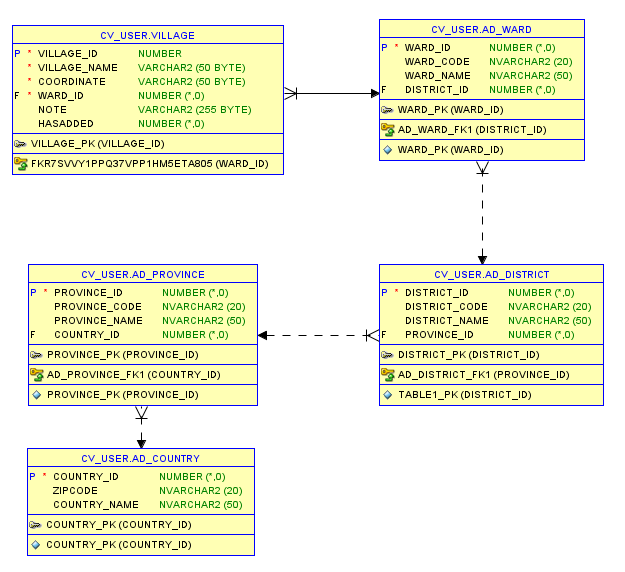 CV_USER.VILLAGE
P * VILLAGE_ID NUMBER
* VILLAGE_NAME VARCHAR2 (50 BYTE)
* COORDINATE VARCHAR2 (50 BYTE)
F * WARD_ID NUMBER (*,0)
NOTE VARCHAR2 (255 BYTE)
HASADDED NUMBER (*,0)
VILLAGE_PK (VILLAGE_ID)
FKR7SVVY1PPQ37VPP1HM5ETA805 (WARD_ID)
CV_USER.AD_WARD
P * WARD_ID NUMBER (*,0)
WARD_CODE NVARCHAR2 (20)
WARD_NAME NVARCHAR2 (50)
F DISTRICT_ID NUMBER (*,0)
WARD_PK (WARD_ID)
AD_WARD_FK1 (DISTRICT_ID)
WARD_PK (WARD_ID)
CV_USER.AD_PROVINCE
P * PROVINCE_ID NUMBER (*,0)
PROVINCE_CODE NVARCHAR2 (20)
PROVINCE_NAME NVARCHAR2 (50)
F COUNTRY_ID NUMBER (*,0)
PROVINCE_PK (PROVINCE_ID)
AD_PROVINCE_FK1 (COUNTRY_ID)
PROVINCE_PK (PROVINCE_ID)
CV_USER.AD_DISTRICT
P * DISTRICT_ID NUMBER (*,0)
DISTRICT_CODE NVARCHAR2 (20)
DISTRICT_NAME NVARCHAR2 (50)
F PROVINCE_ID NUMBER (*,0)
DISTRICT_PK (DISTRICT_ID)
AD_DISTRICT_FK1 (PROVINCE_ID)
TABLE1_PK (DISTRICT_ID)
CV_USER.AD_COUNTRY
P * COUNTRY_ID NUMBER (*,0)
ZIPCODE NVARCHAR2 (20)
COUNTRY_NAME NVARCHAR2 (50)
COUNTRY_PK (COUNTRY_ID)
COUNTRY_PK (COUNTRY_ID)